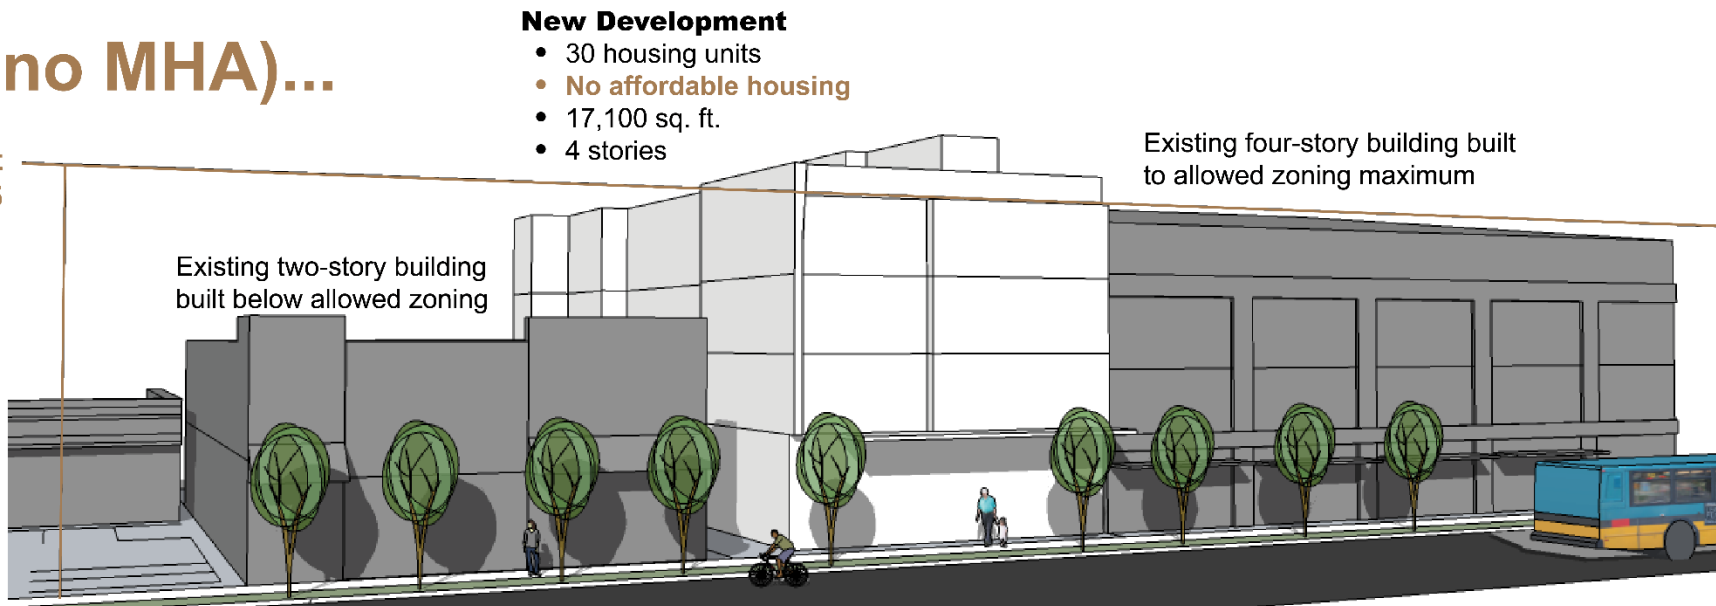 no MHA)...
New Development
• 30 housing units
• No affordable housing
• 17,100 sq. ft.
• 4 stories
Existing four-story building built
to allowed zoning maximum
Existing two-story building
built below allowed zoning